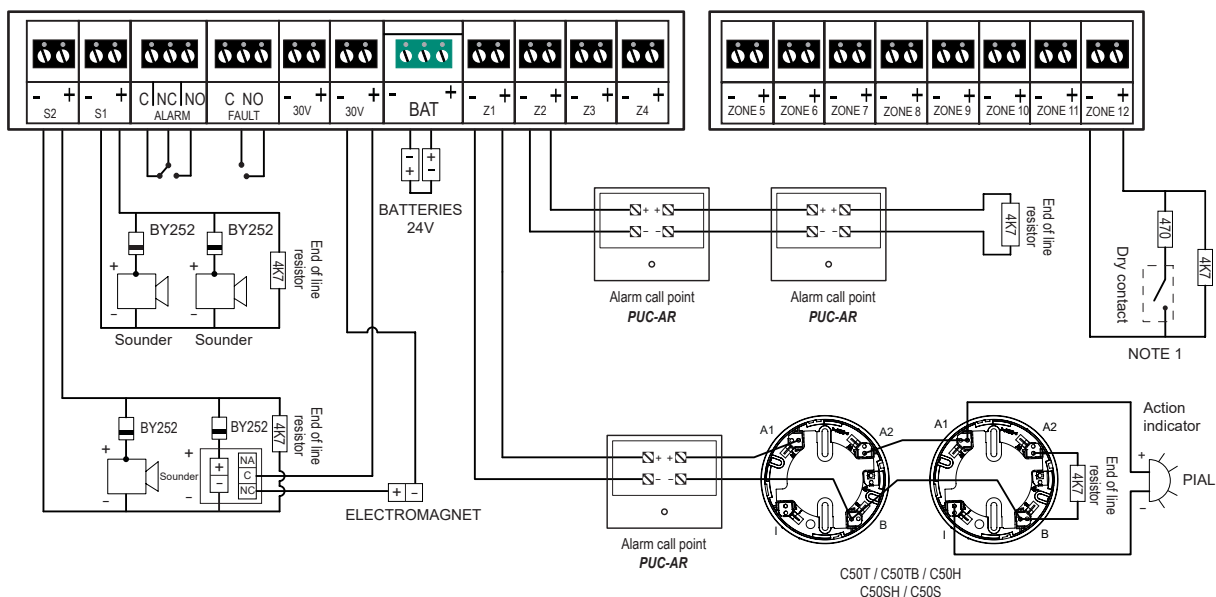 - + - + C NC NO C NO - + - + - + - + - + - + - +
S2 S1 ALARM FAULT 30V 30V BAT Z1 Z2 Z3 Z4
- + - + - + - + - + - + - + - +
ZONE 5 ZONE 6 ZONE 7 ZONE 8 ZONE 9 ZONE 10 ZONE 11 ZONE 12
- + + -
BATTERIES
24V
BY252 BY252
+ - + -
Sounder Sounder
4K7
End of line
resistor
+ + + +
- - - -
Alarm call point
PUC-AR
Alarm call point
PUC-AR
4K7
End of line
resistor
470
Dry contact
4K7
NOTE 1
BY252 BY252
+ - + -
Sounder
+
-
NA
C
NC
4K7
End of line
resistor
+ -
ELECTROMAGNET
+ +
- -
Alarm call point
PUC-AR
A1 A2 B I
A1 A2 B I
C50T / C50TB / C50H
C50SH / C50S
4K7
End of line
resistor
Action
indicator
+
PIAL
-